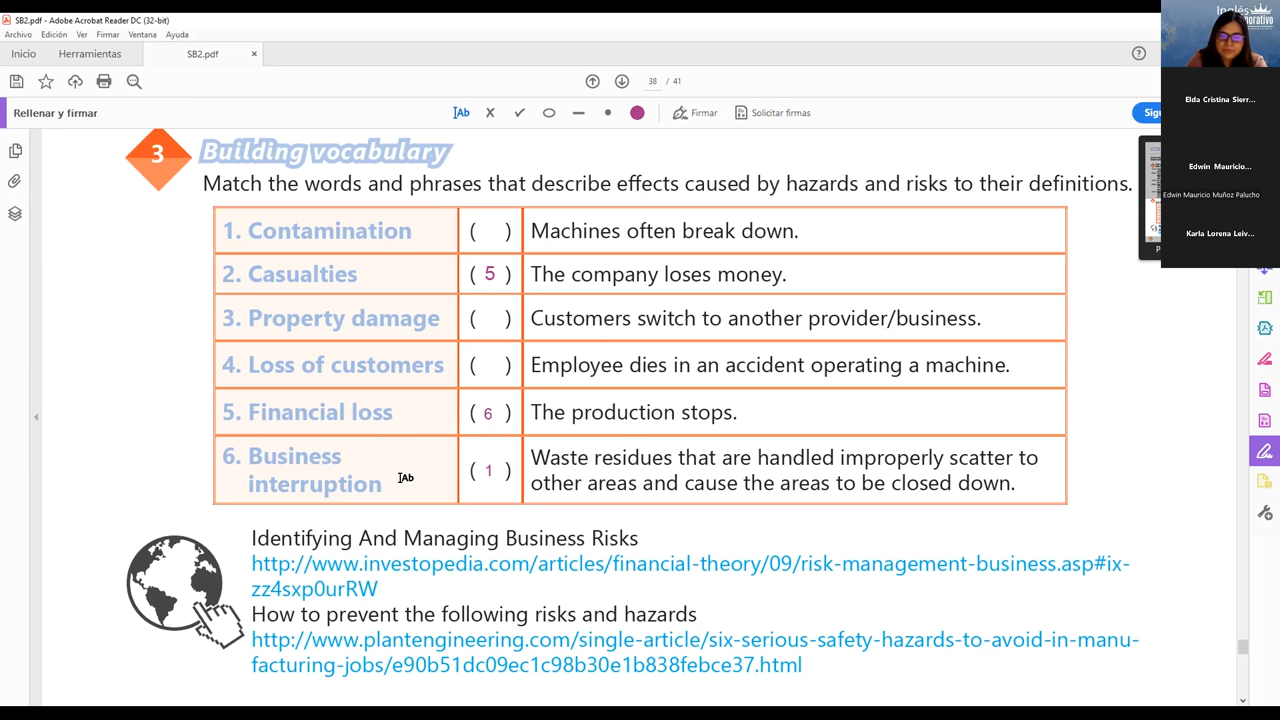 SB2.pdf - Adobe Acrobat Reader DC (32-bit)
Archivo Edición Ver Firmar Ventana Ayuda
Inicio Herramientas SB2.pdf ×
38 / 41
Rellenar y firmar
Ab Firmar Solicitar firmas
Elda Cristina Sierr...
Edwin Mauricio...
Edwin Mauricio Muñoz Palucho
Karla Lorena Leiv...
3 Building vocabulary
Match the words and phrases that describe effects caused by hazards and risks to their definitions.
1. Contamination ( ) Machines often break down.
2. Casualties ( 5 ) The company loses money.
3. Property damage ( ) Customers switch to another provider/business.
4. Loss of customers ( ) Employee dies in an accident operating a machine.
5. Financial loss ( 6 ) The production stops.
6. Business interruption ( 1 ) Waste residues that are handled improperly scatter to
other areas and cause the areas to be closed down.
Identifying And Managing Business Risks
http://www.investopedia.com/articles/financial-theory/09/risk-management-business.asp#ix-
zz4sxp0urRW
How to prevent the following risks and hazards
http://www.plantengineering.com/single-article/six-serious-safety-hazards-to-avoid-in-manu-
facturing-jobs/e90b51dc09ec1c98b30e1b838febce37.html